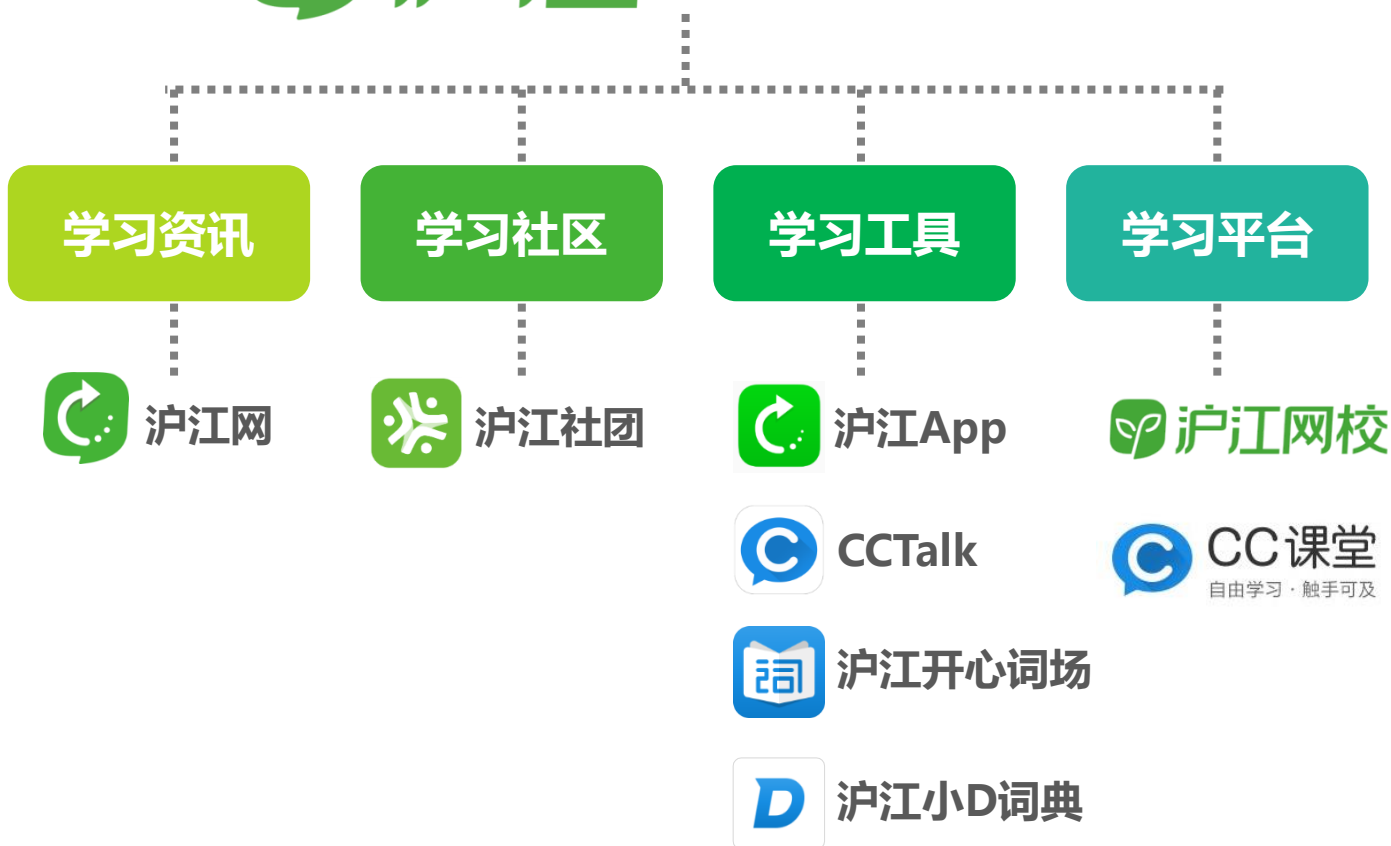 沪江
学习资讯
学习社区
学习工具
学习平台
沪江网
沪江社团
沪江App
沪江网校
CCTalk
CC课堂
自由学习·触手可及
词
沪江开心词场
D
沪江小D词典